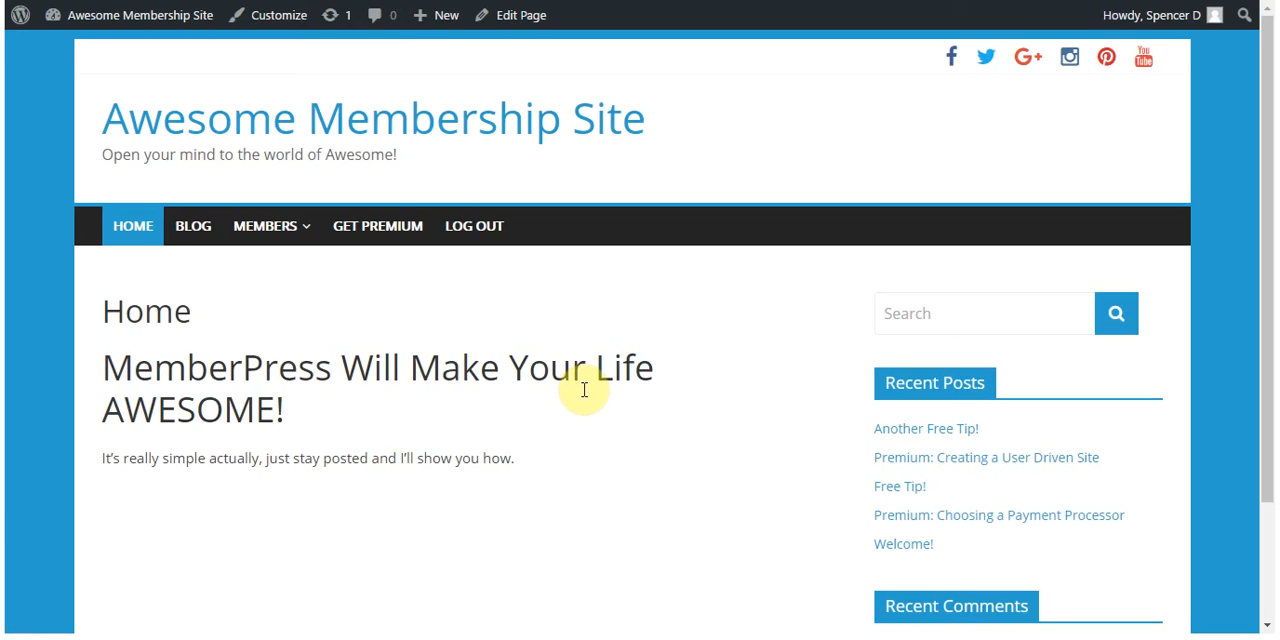 Awesome Membership Site Customize 1 0 New Edit Page Howdy, Spencer D
G+ You Tube
Awesome Membership Site
Open your mind to the world of Awesome!
HOME BLOG MEMBERS GET PREMIUM LOG OUT
Home
MemberPress Will Make Your Life
AWESOME!
It's really simple actually, just stay posted and I'll show you how.
Search
Recent Posts
Another Free Tip!
Premium: Creating a User Driven Site
Free Tip!
Premium: Choosing a Payment Processor
Welcome!
Recent Comments